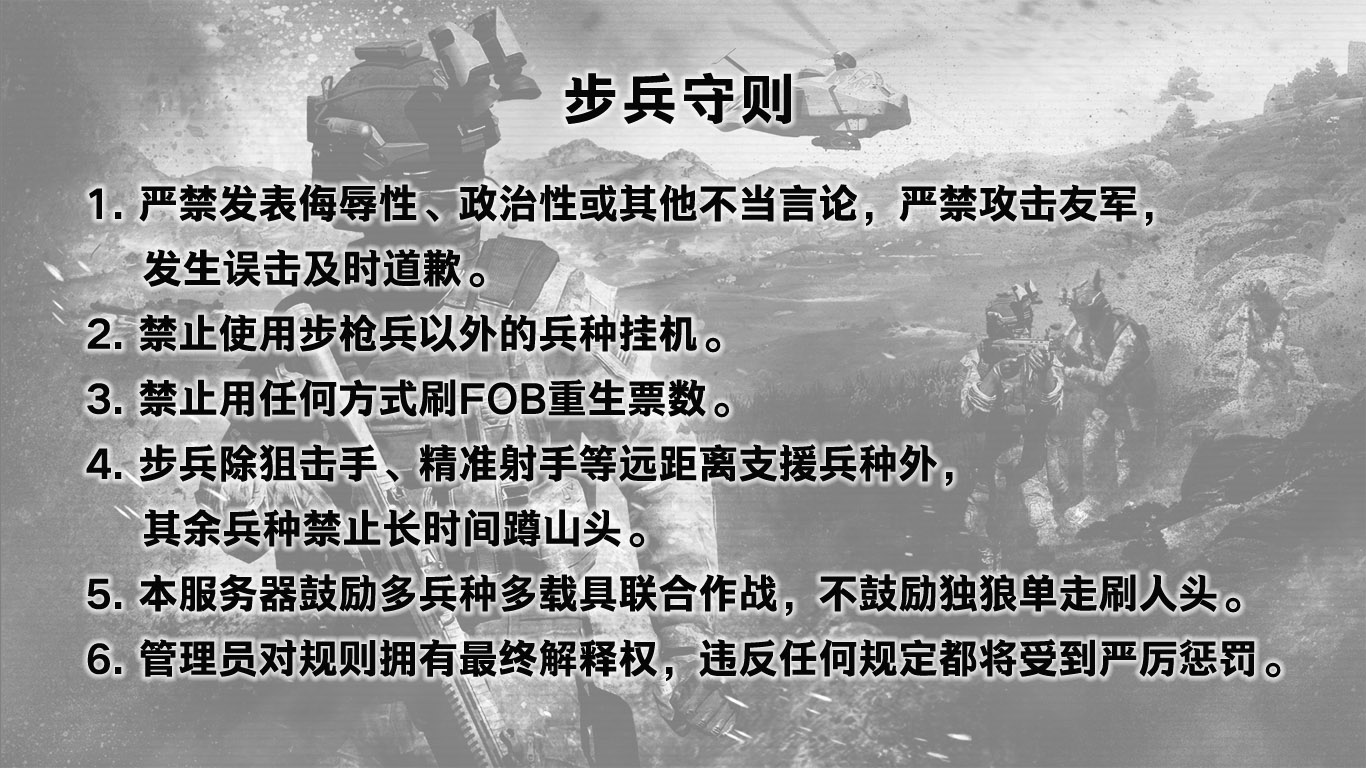 步兵守则
1. 严禁发表侮辱性、政治性或其他不当言论，严禁攻击友军，
发生误击及时道歉。
2. 禁止使用步枪兵以外的兵种挂机。
3. 禁止用任何方式刷FOB重生票数。
4. 步兵除狙击手、精准射手等远距离支援兵种外，
其余兵种禁止长时间蹲山头。
5. 本服务器鼓励多兵种多载具联合作战，不鼓励独狼单走刷人头。
6. 管理员对规则拥有最终解释权，违反任何规定都将受到严厉惩罚。